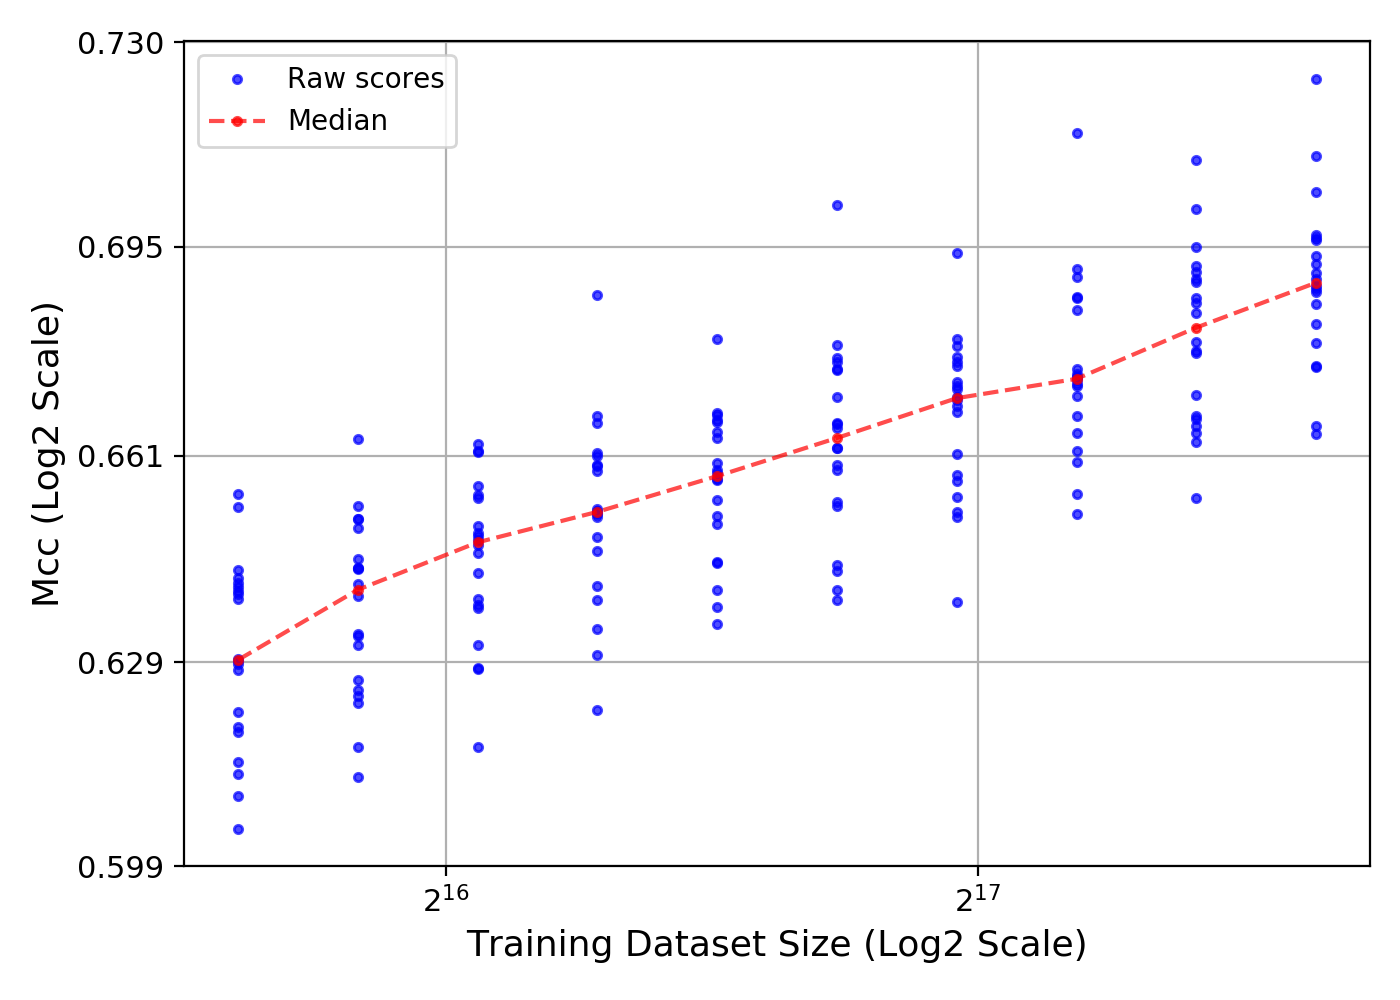 0.730
0.695
0.661
0.629
0.599
Mcc (Log2 Scale)
Raw scores
Median
2^16
2^17
Training Dataset Size (Log2 Scale)